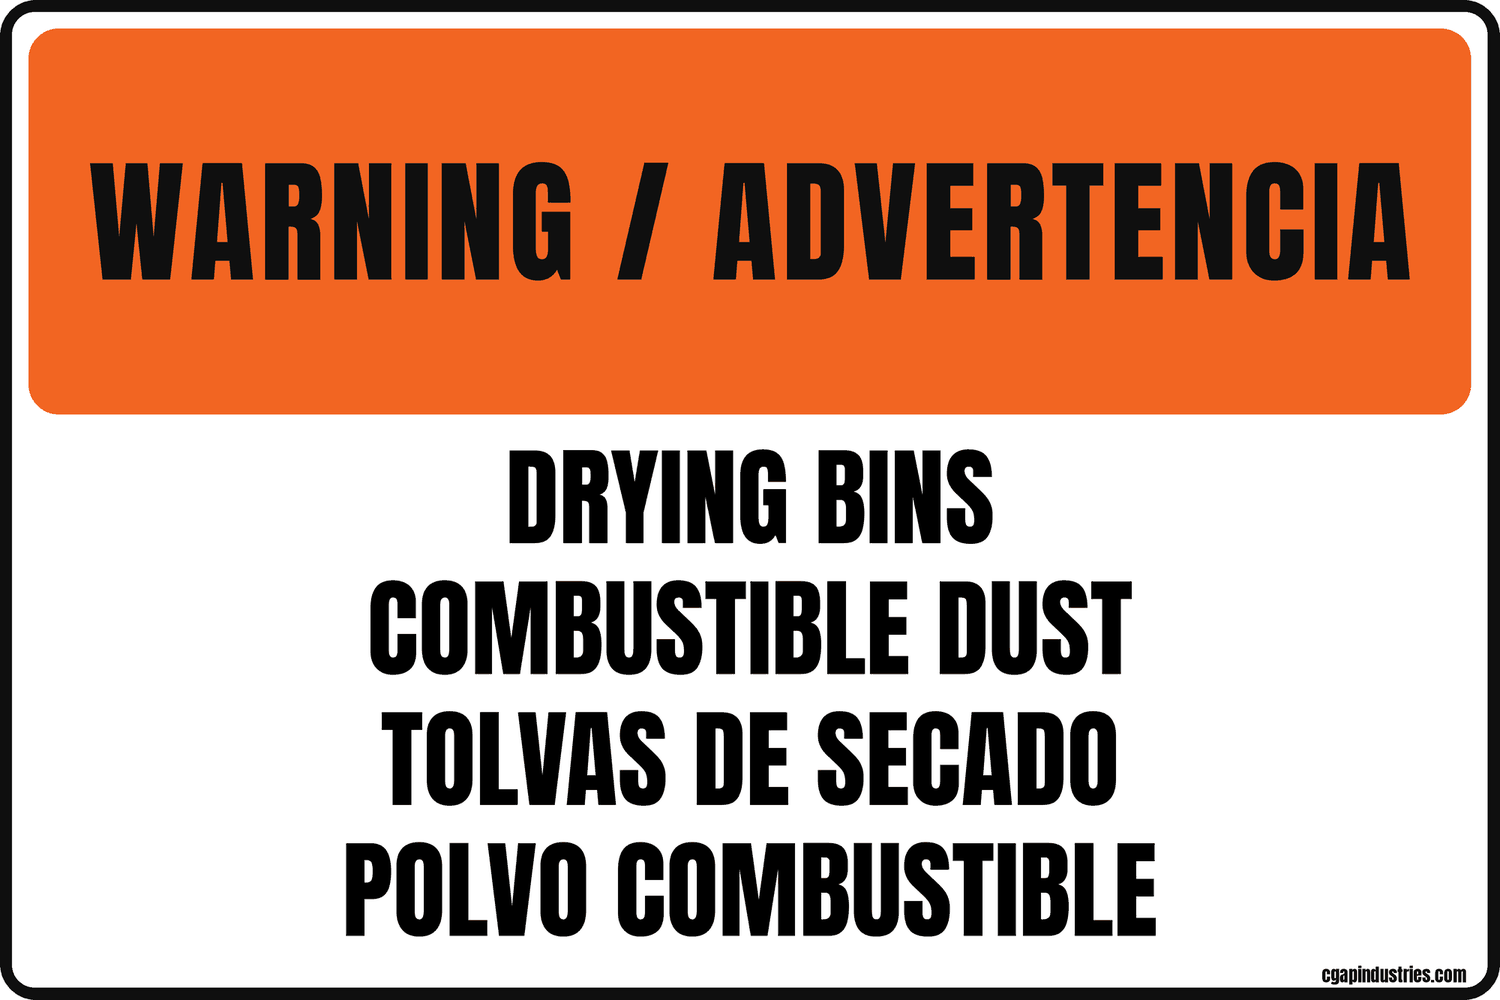 WARNING / ADVERTENCIA
DRYING BINS
COMBUSTIBLE DUST
TOLVAS DE SECADO
POLVO COMBUSTIBLE
cgapindustries.com